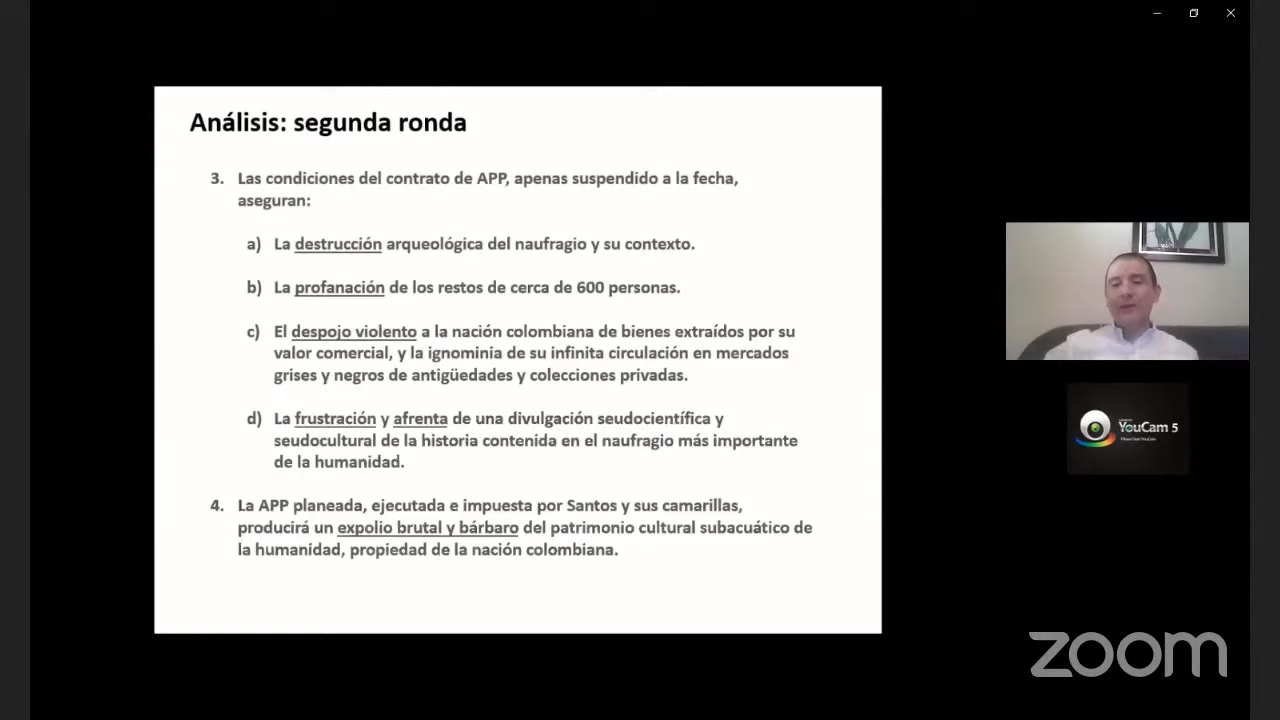 Análisis: segunda ronda
3. Las condiciones del contrato de APP, apenas suspendido a la fecha,
aseguran:
a) La destrucción arqueológica del naufragio y su contexto.
b) La profanación de los restos de cerca de 600 personas.
c) El despojo violento a la nación colombiana de bienes extraídos por su
valor comercial, y la ignominia de su infinita circulación en mercados
grises y negros de antigüedades y colecciones privadas.
d) La frustración y afrenta de una divulgación seudocientífica y
seudocultural de la historia contenida en el naufragio más importante
de la humanidad.
4. La APP planeada, ejecutada e impuesta por Santos y sus camarillas,
producirá un expolio brutal y bárbaro del patrimonio cultural subacuático de
la humanidad, propiedad de la nación colombiana.
YouCam 5
zoom